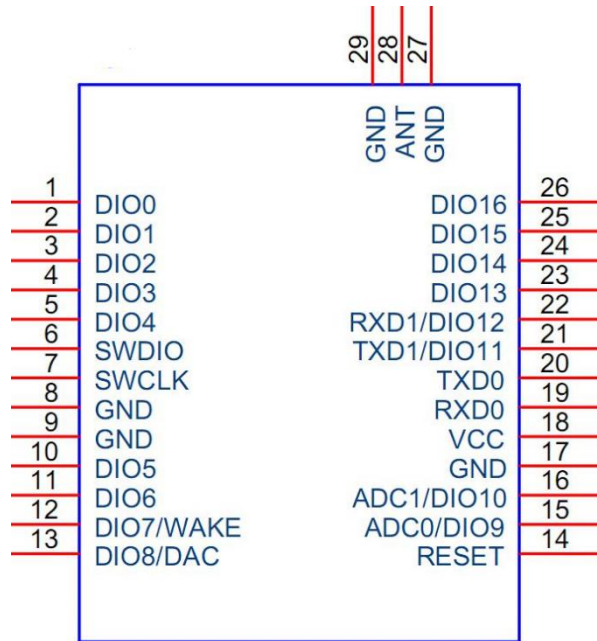 29 28 27
GND ANT GND
1 DIO0 DIO16 26
2 DIO1 DIO15 25
3 DIO2 DIO14 24
4 DIO3 DIO13 23
5 DIO4 RXD1/DIO12 22
6 SWDIO TXD1/DIO11 21
7 SWCLK TXD0 20
8 GND RXD0 19
9 GND VCC 18
10 DIO5 GND 17
11 DIO6 ADC1/DIO10 16
12 DIO7/WAKE ADC0/DIO9 15
13 DIO8/DAC RESET 14